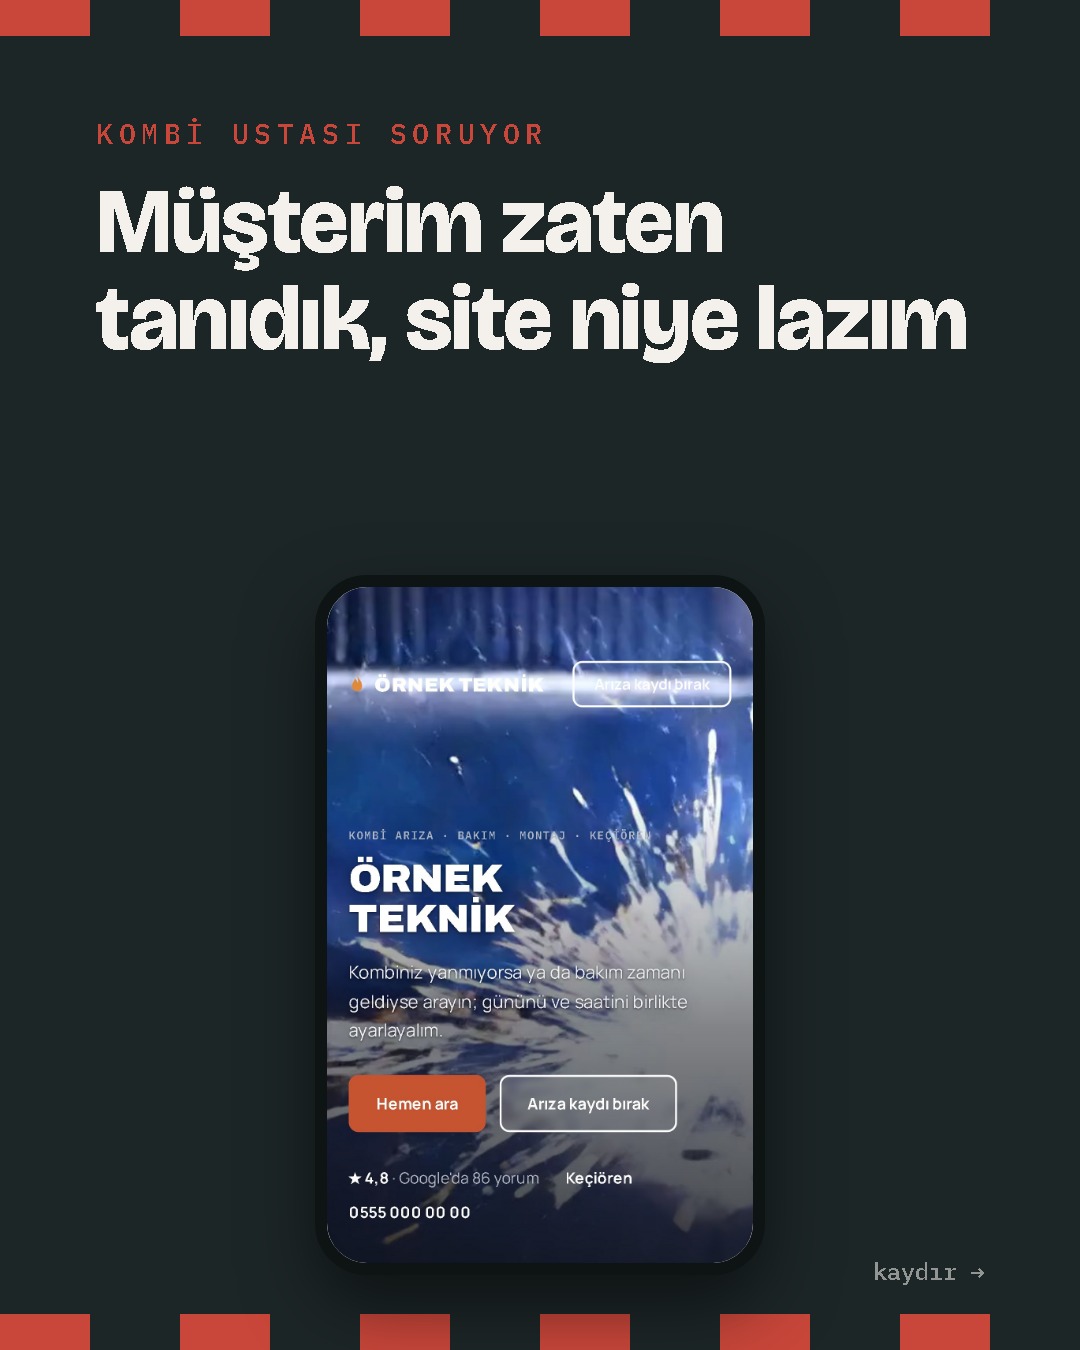 KOMBİ USTASI SORUYOR
Müşterim zaten
tanıdık, site niye lazım
ÖRNEK TEKNİK
Arıza kaydı bırak
KOMBİ ARIZA · BAKIM · MONTAJ · KEÇİÖREN
ÖRNEK
TEKNİK
Kombiniz yanmıyorsa ya da bakım zamanı
geldiyse arayın; gününü ve saatini birlikte
ayarlayalım.
Hemen ara
Arıza kaydı bırak
★ 4,8 · Google'da 86 yorum
Keçiören
0555 000 00 00
kaydır →